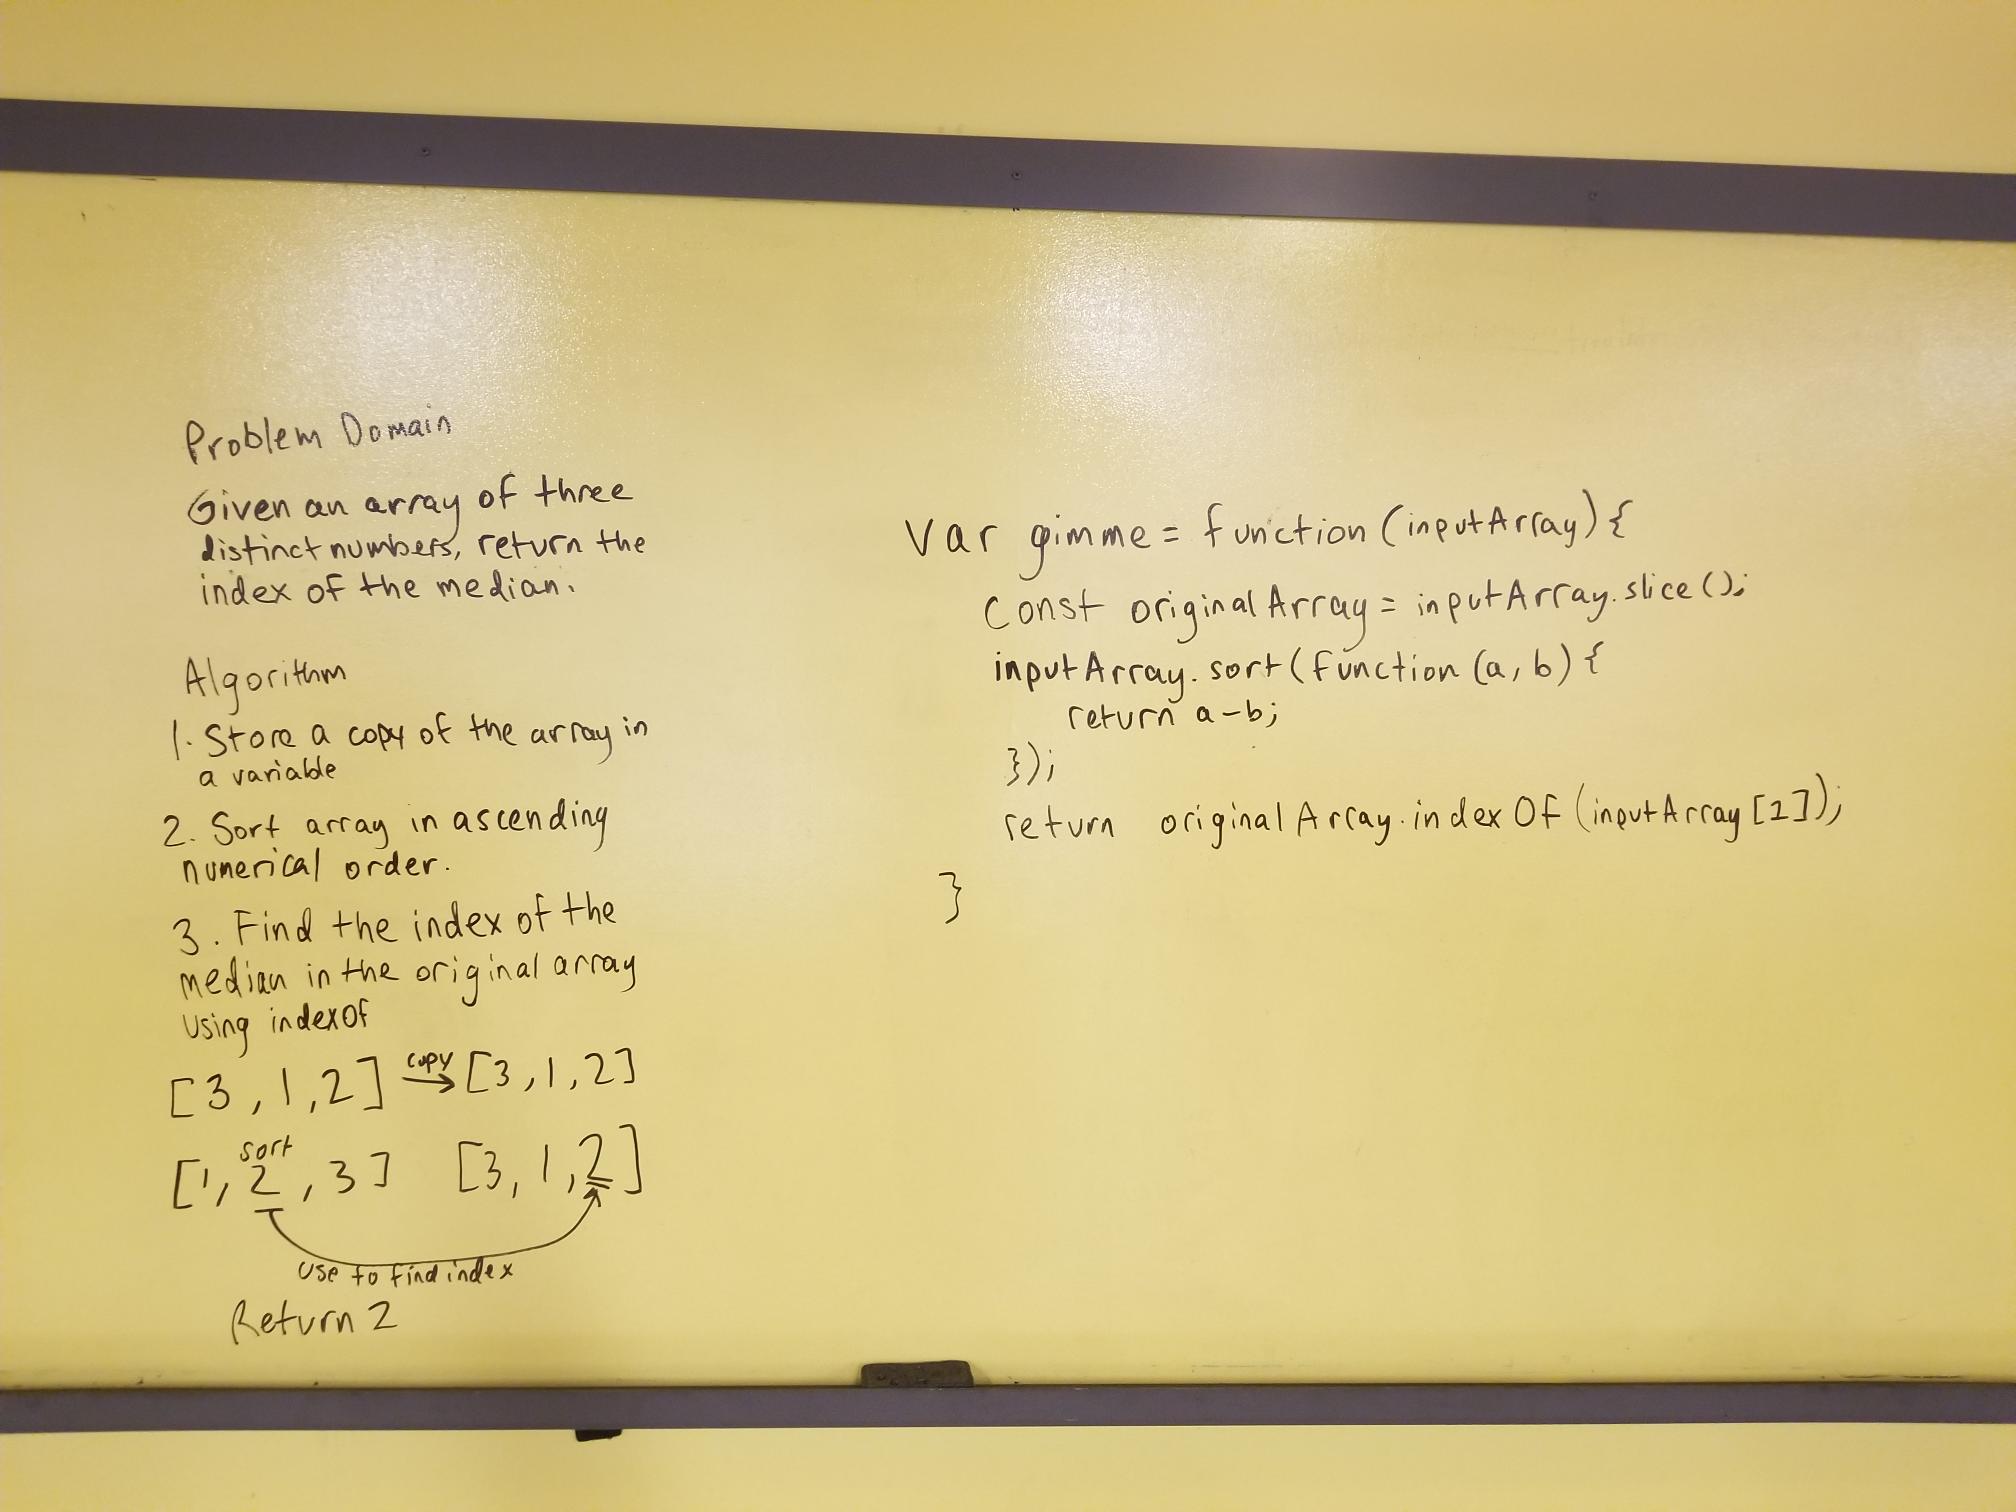 Problem Domain
Given an array of three
distinct numbers, return the
index of the median.
Algorithm
1. Store a copy of the array in
a variable
2. Sort array in ascending
numerical order.
3. Find the index of the
median in the original array
using indexOf
[3,1,2] copy [3,1,2]
sort
[1,2,3] [3,1,2]
use to find index
Return 2
var gimme = function (inputArray) {
const originalArray = inputArray.slice();
inputArray.sort(function (a, b) {
return a-b;
});
return originalArray.indexOf(inputArray[1]);
}